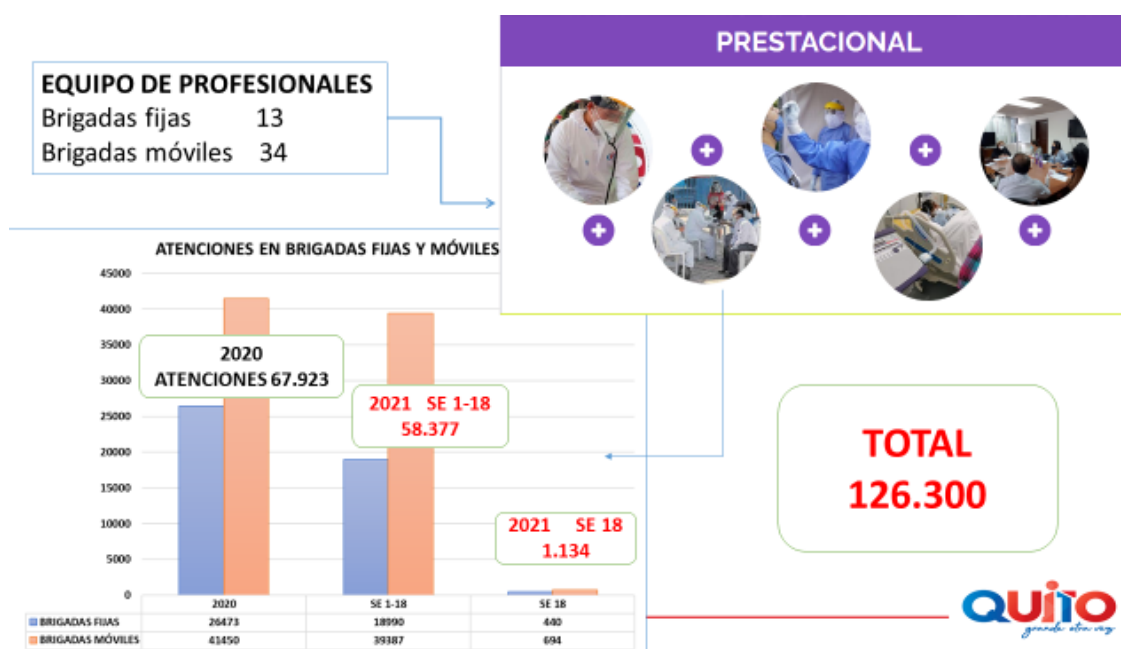 PRESTACIONAL
EQUIPO DE PROFESIONALES
Brigadas fijas 13
Brigadas móviles 34
ATENCIONES EN BRIGADAS FIJAS Y MÓVILES
45000
40000
35000
30000
25000
20000
15000
10000
5000
0
2020
ATENCIONES 67.923
2021 SE 1-18
58.377
2021 SE 18
1.134
TOTAL
126.300
2020 SE 1-18 SE 18
BRIGADAS FIJAS 26473 18990 440
BRIGADAS MÓVILES 41450 39387 694
QUITO
grande otra vez